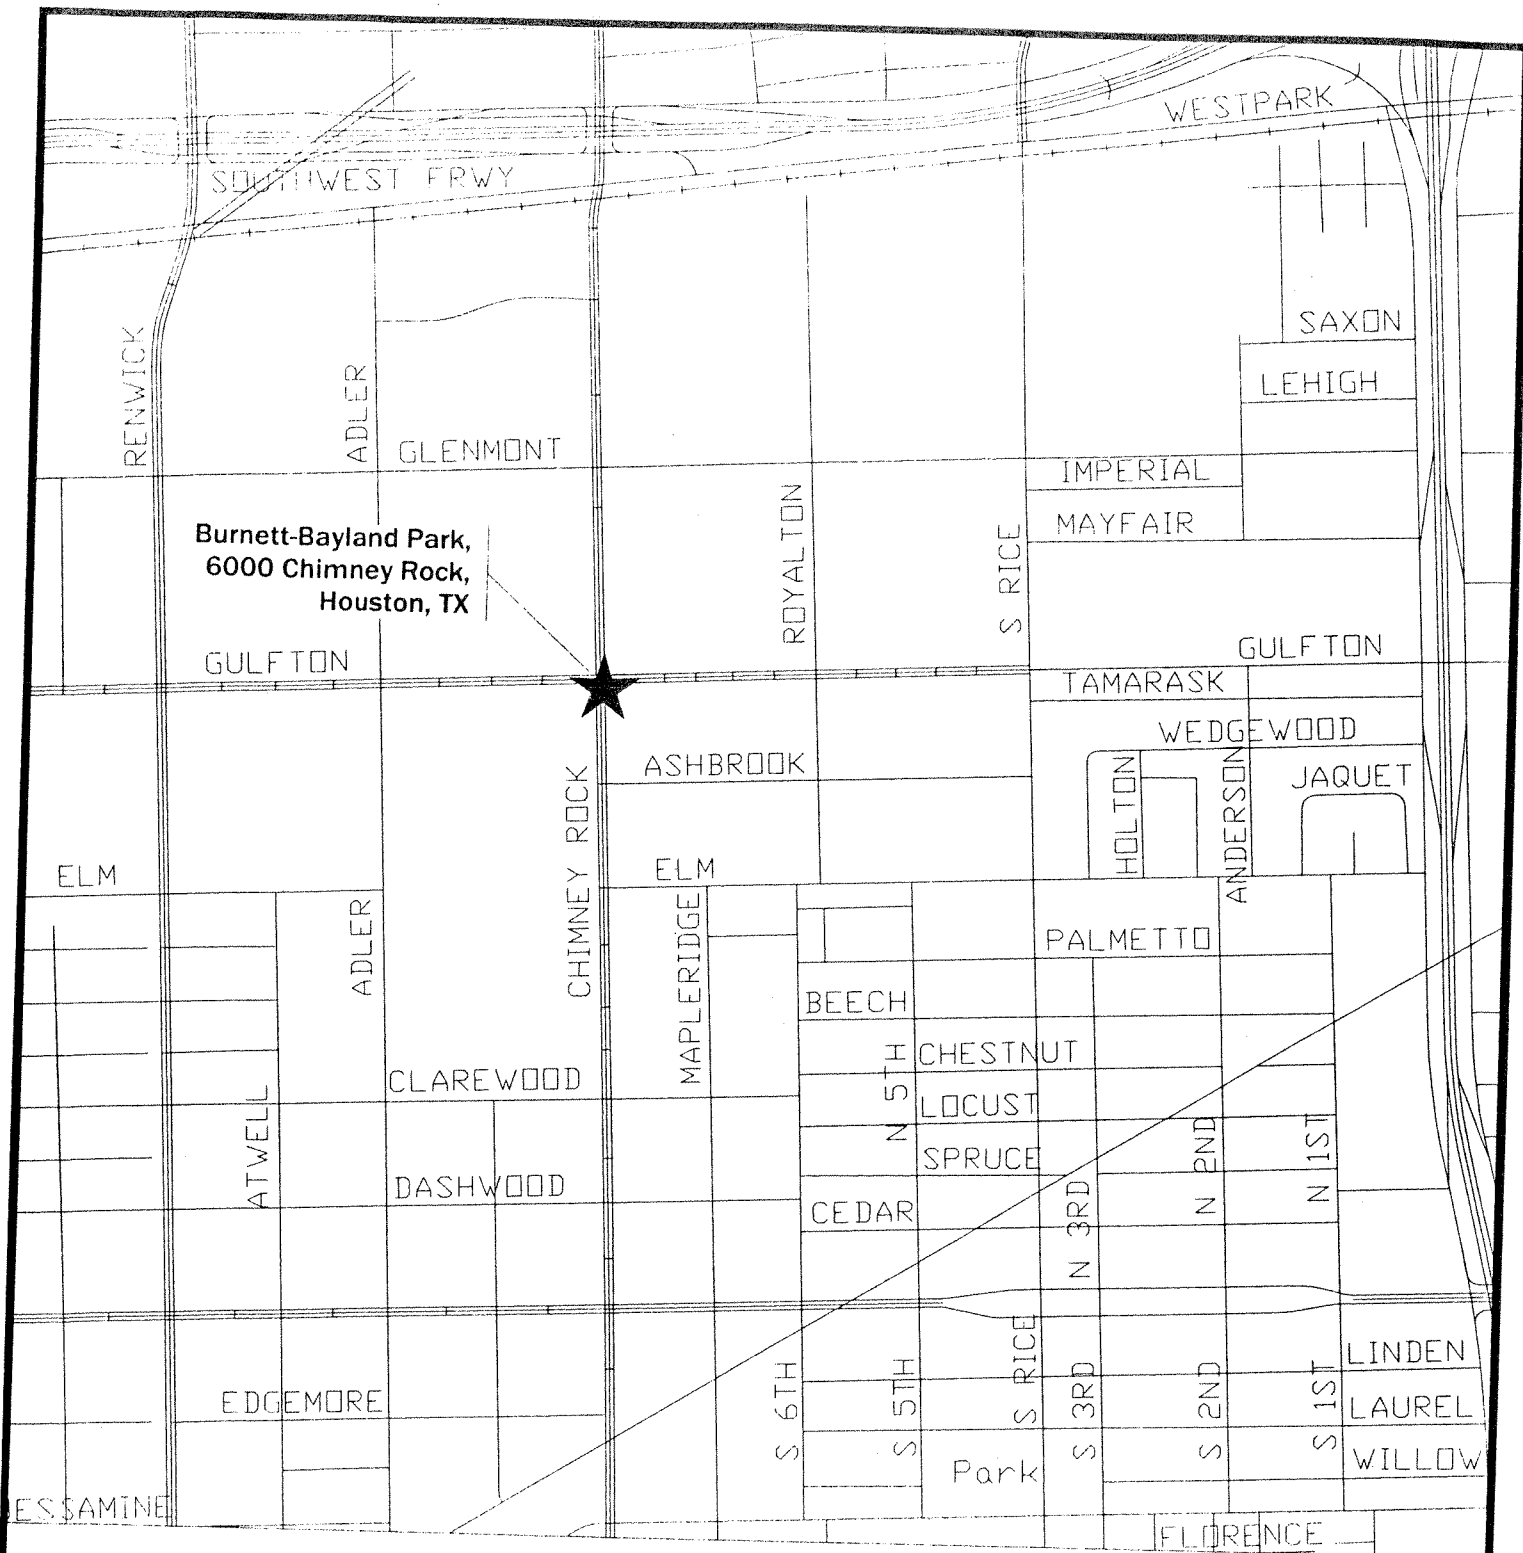 WESTPARK
SOUTHWEST FRWY
SAXON
RENWICK
ADLER
LEHIGH
GLENMONT
IMPERIAL
MAYFAIR
ROYALTON
S RICE
Burnett-Bayland Park,
6000 Chimney Rock,
Houston, TX
GULFTON
GULFTON
TAMARASK
WEDGEWOOD
ASHBROOK
HOLTON
ANDERSON
JAQUET
CHIMNEY ROCK
ELM
ELM
ADLER
MAPLERIDGE
PALMETTO
BEECH
N 5TH
CHESTNUT
CLAREWOOD
LOCUST
ATWELL
SPRUCE
N 2ND
N 1ST
DASHWOOD
CEDAR
N 3RD
S RICE
LINDEN
S 6TH
S 5TH
S 3RD
S 2ND
S 1ST
EDGEMORE
LAUREL
Park
WILLOW
ESSAMINE
FLORENCE